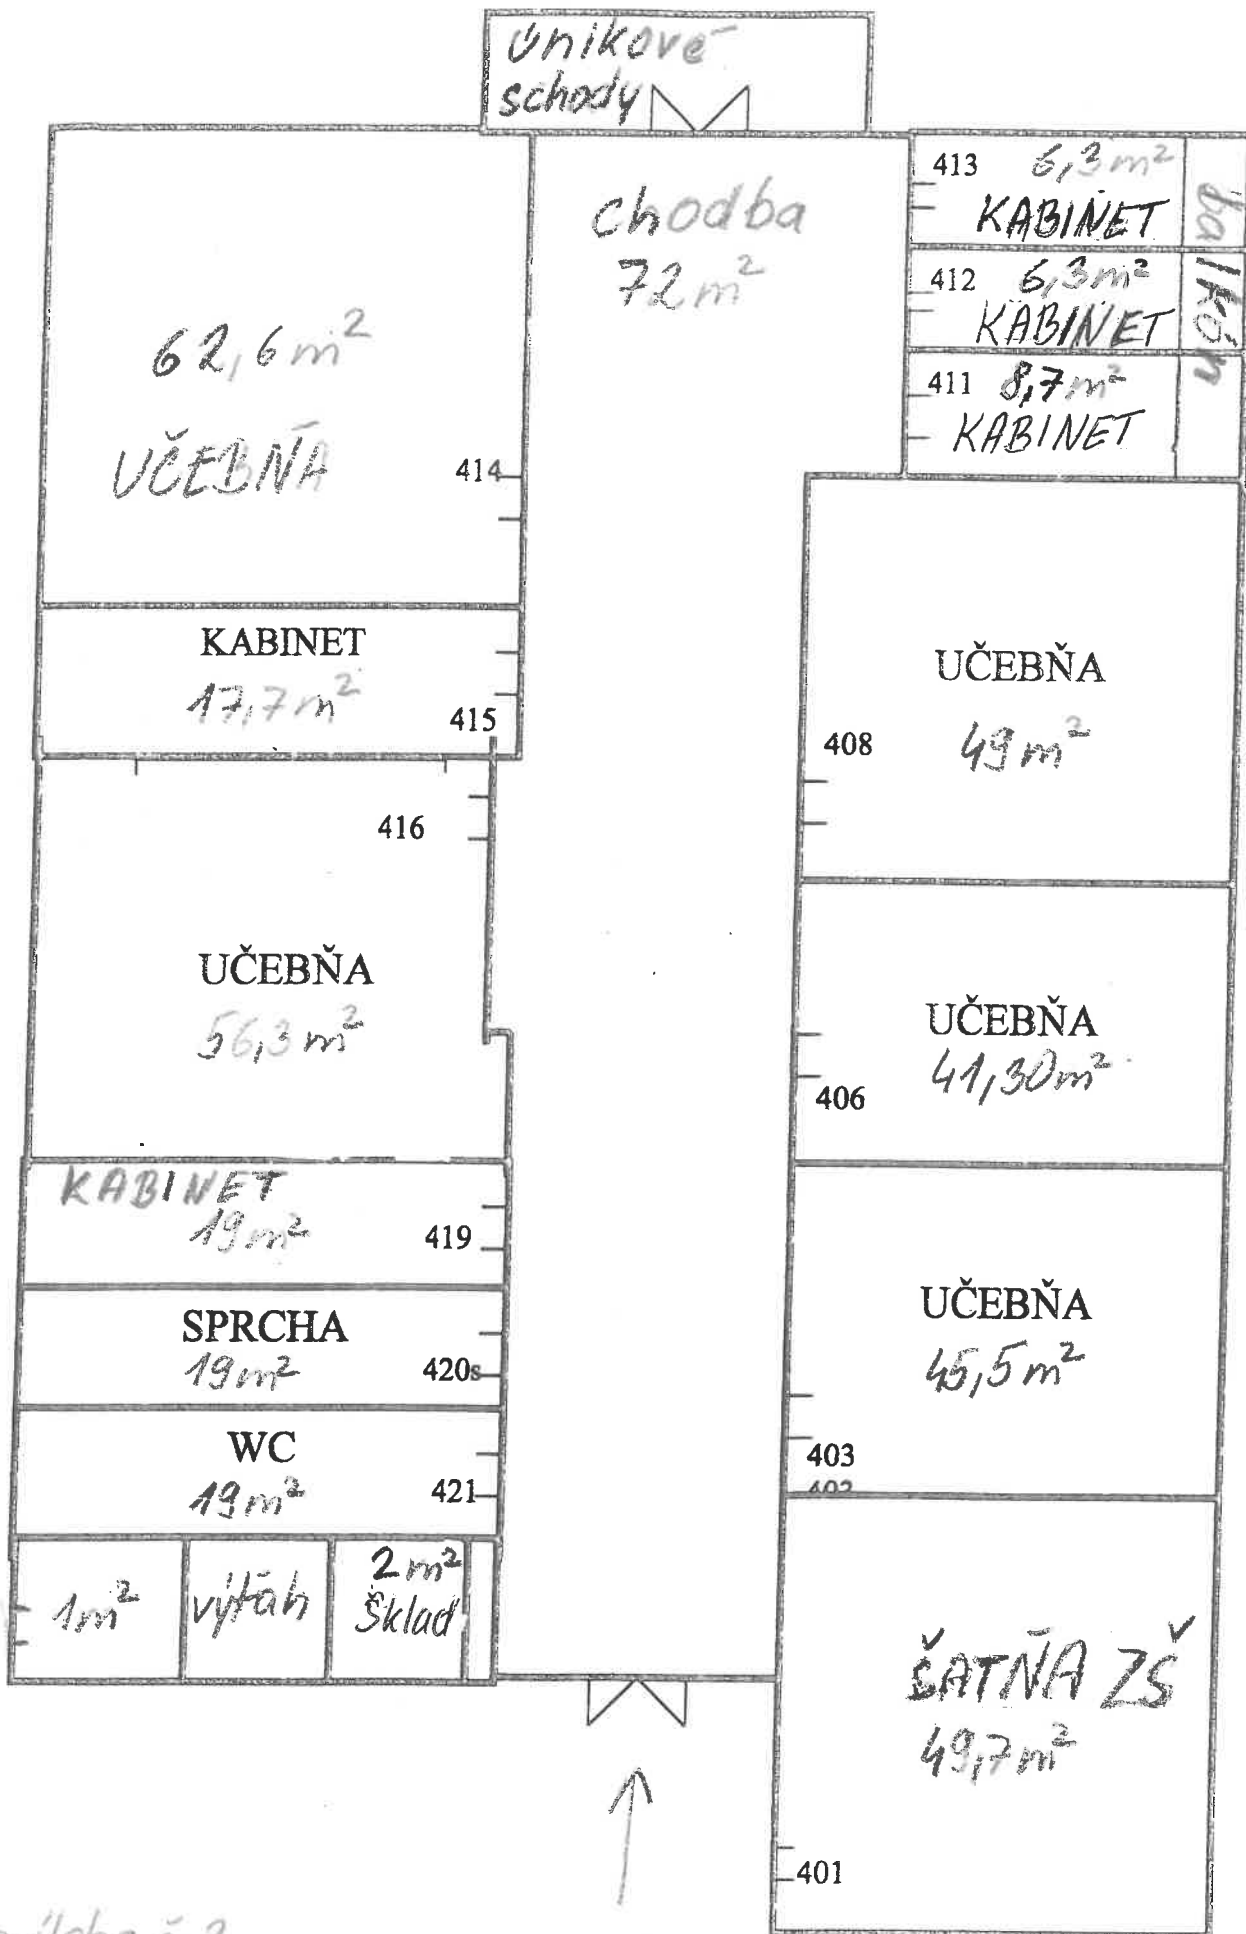 únikové
schody
chodba
72 m²
413 6,3 m²
KABINET
412 6,3 m²
KABINET
411 8,7 m²
KABINET
balkón
62,6 m²
UČEBŇA
414
KABINET
17,7 m²
415
416
UČEBŇA
56,3 m²
KABINET
19 m²
419
SPRCHA
19 m²
420s
WC
19 m²
421
1 m²
výťah
2 m²
Šklad
UČEBŇA
408
49 m²
UČEBŇA
41,30 m²
406
UČEBŇA
45,5 m²
403
402
ŠATŇA ZŠ
49,7 m²
401